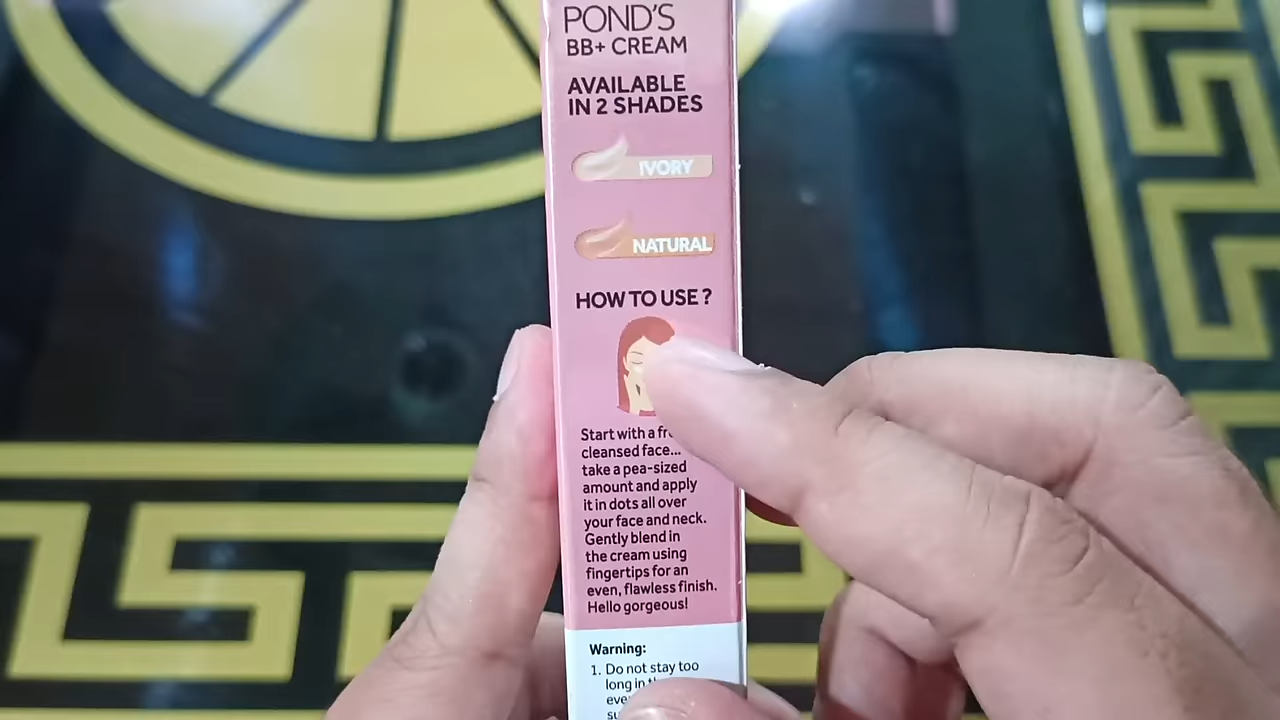 POND'S
BB+ CREAM
AVAILABLE
IN 2 SHADES
IVORY
NATURAL
HOW TO USE ?
Start with a
cleansed face...
take a pea-sized
amount and apply
it in dots all over
your face and neck.
Gently blend in
the cream using
fingertips for an
even, flawless finish.
Hello gorgeous!
Warning:
1. Do not stay too
long in